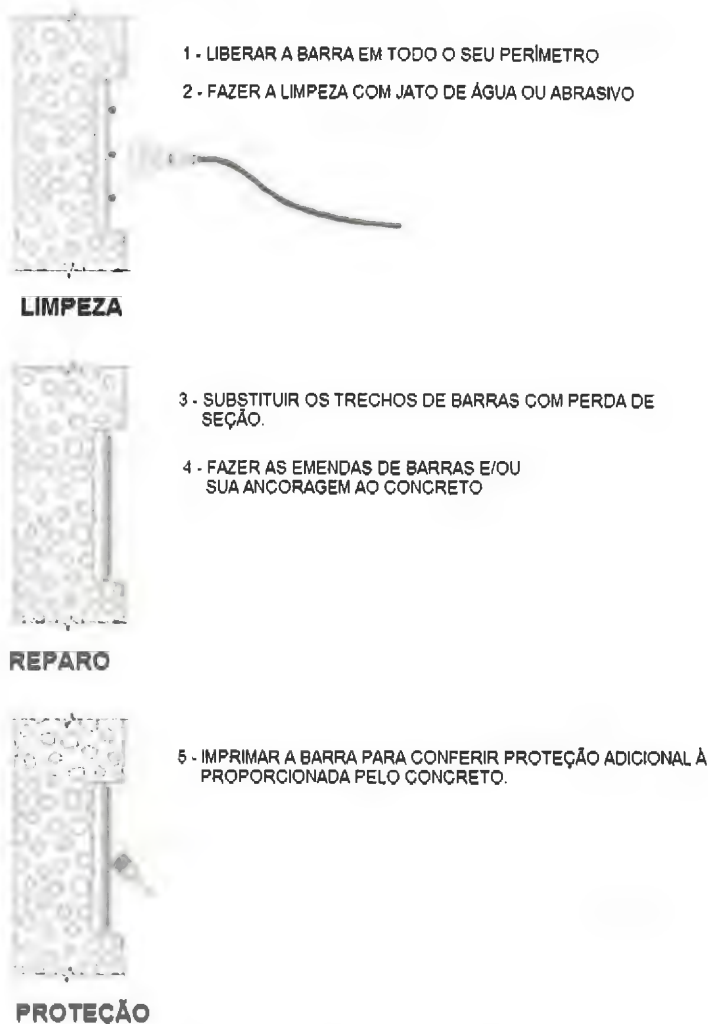 1 - LIBERAR A BARRA EM TODO O SEU PERÍMETRO
2 - FAZER A LIMPEZA COM JATO DE ÁGUA OU ABRASIVO
LIMPEZA
3 - SUBSTITUIR OS TRECHOS DE BARRAS COM PERDA DE
SEÇÃO.
4 - FAZER AS EMENDAS DE BARRAS E/OU
SUA ANCORAGEM AO CONCRETO
REPARO
5 - IMPRIMAR A BARRA PARA CONFERIR PROTEÇÃO ADICIONAL À
PROPORCIONADA PELO CONCRETO.
PROTEÇÃO